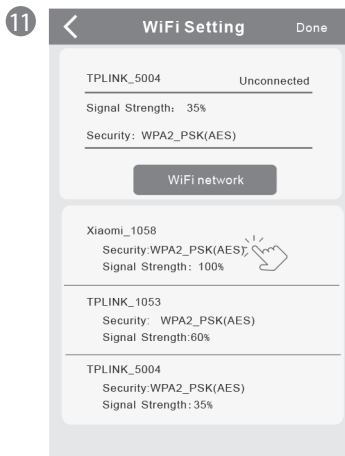 11
WiFi Setting Done
TPLINK_5004 Unconnected
Signal Strength: 35%
Security: WPA2_PSK(AES)
WiFi network
Xiaomi_1058
Security:WPA2_PSK(AES)
Signal Strength: 100%
TPLINK_1053
Security: WPA2_PSK(AES)
Signal Strength:60%
TPLINK_5004
Security:WPA2_PSK(AES)
Signal Strength:35%